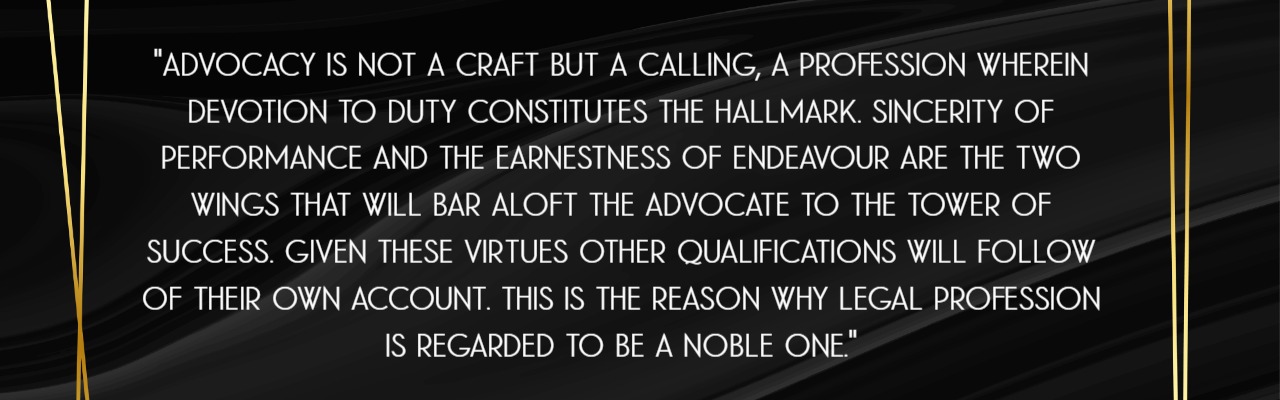 "ADVOCACY IS NOT A CRAFT BUT A CALLING, A PROFESSION WHEREIN
DEVOTION TO DUTY CONSTITUTES THE HALLMARK. SINCERITY OF
PERFORMANCE AND THE EARNESTNESS OF ENDEAVOUR ARE THE TWO
WINGS THAT WILL BAR ALOFT THE ADVOCATE TO THE TOWER OF
SUCCESS. GIVEN THESE VIRTUES OTHER QUALIFICATIONS WILL FOLLOW
OF THEIR OWN ACCOUNT. THIS IS THE REASON WHY LEGAL PROFESSION
IS REGARDED TO BE A NOBLE ONE."